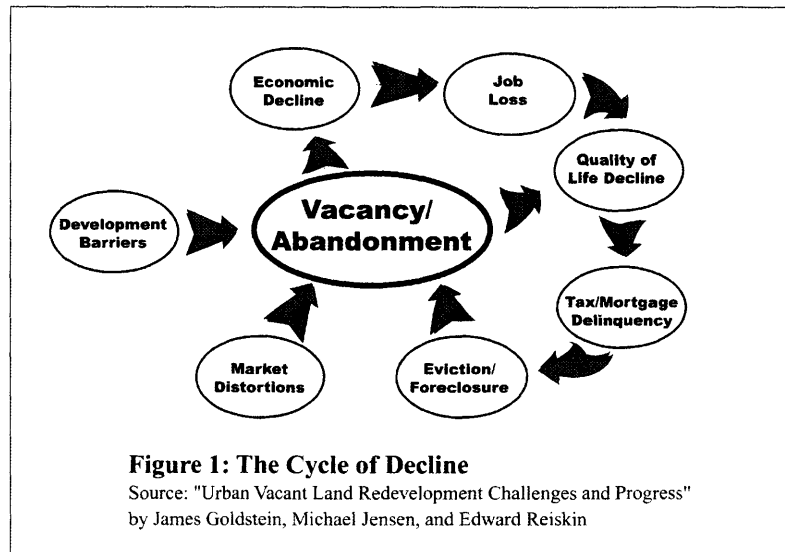 Economic
Decline
Job
Loss
Quality of
Life Decline
Vacancy/
Abandonment
Development
Barriers
Tax/Mortgage
Delinquency
Market
Distortions
Eviction/
Foreclosure
Figure 1: The Cycle of Decline
Source: "Urban Vacant Land Redevelopment Challenges and Progress"
by James Goldstein, Michael Jensen, and Edward Reiskin